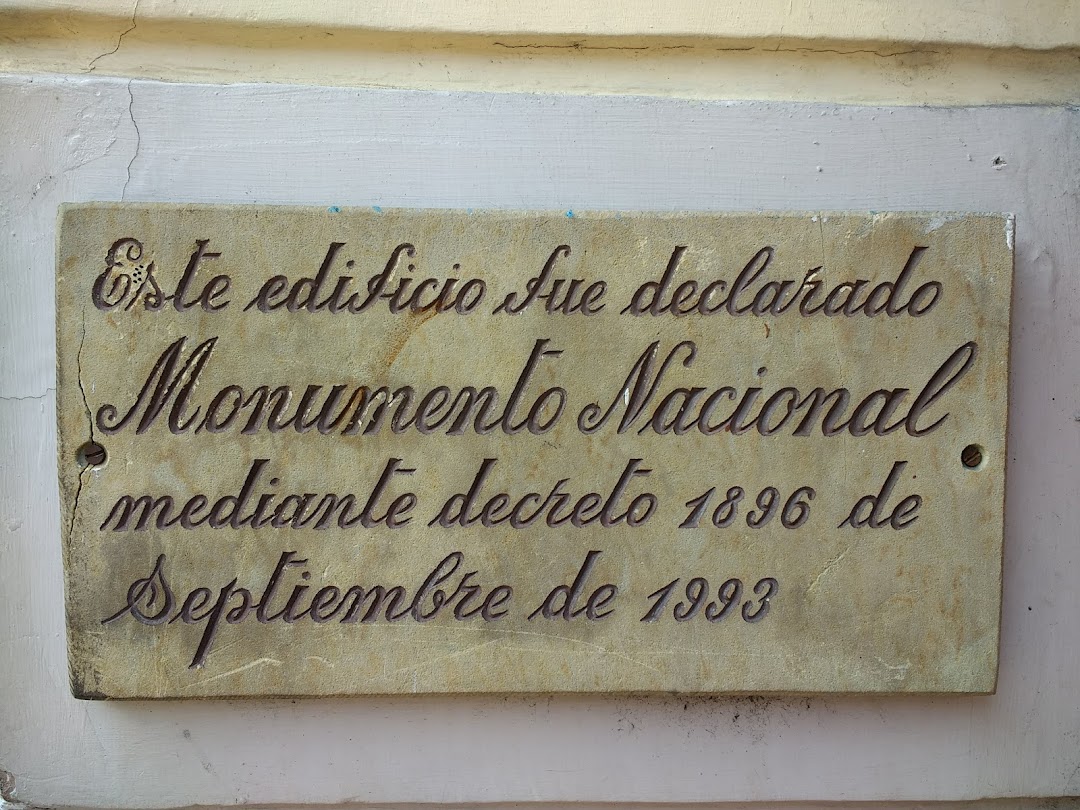 Este edificio fue declarado
Monumento Nacional
mediante decreto 1896 de
Septiembre de 1993